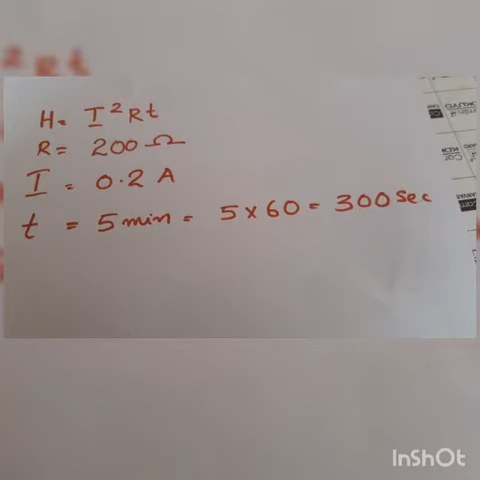 H = I²Rt
R = 200 Ω
I = 0.2 A
t = 5 min = 5 x 60 = 300 Sec
InShOt